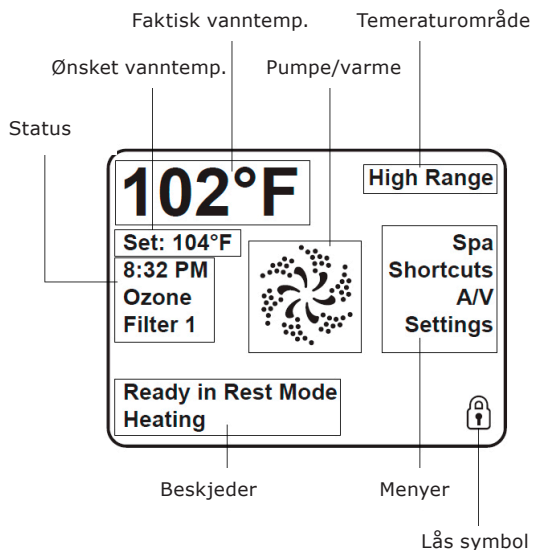 Faktisk vanntemp.
Temeraturområde
Ønsket vanntemp.
Pumpe/varme
Status
102°F
High Range
Set: 104°F
8:32 PM
Ozone
Filter 1
Spa
Shortcuts
A/V
Settings
Ready in Rest Mode
Heating
Beskjeder
Menyer
Lås symbol